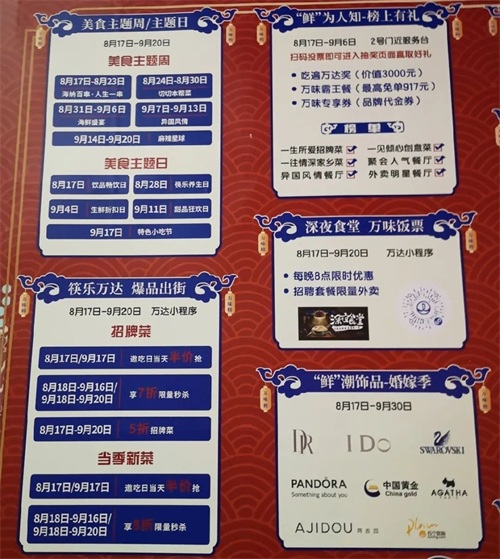 美食主题周/主题日
8月17日-9月20日
美食主题周
8月17日-8月23日
海纳百串·人生一串
8月24日-8月30日
切切本帮菜
8月31日-9月6日
海鲜盛宴
9月7日-9月13日
异国风情
9月14日-9月20日 麻辣星球
美食主题日
8月17日 饮品畅饮日
8月28日 快乐养生日
9月4日 生鲜折扣日
9月11日 甜品狂欢日
9月17日 特色小吃节
筷乐万达 爆品出街
8月17日-9月20日 万达小程序
招牌菜
8月17日/9月17日 邀吃日当天半价抢
8月18日-9月16日/
9月18日-9月20日 享7折限量秒杀
8月17日-9月20日 5折招牌菜
当季新菜
8月17日/9月17日 邀吃日当天半价抢
8月18日-9月16日/
9月18日-9月20日 享8折限量秒杀
“鲜”为人知-榜上有礼
8月17日-9月6日 2号门近服务台
扫码投票即可进入抽奖页面赢取好礼
• 吃遍万达奖（价值3000元）
• 万味霸王餐（最高免单917元）
• 万味专享券（品牌代金券）
榜单
一生所爱招牌菜 一见倾心创意菜
一往情深家乡菜 聚会人气餐厅
异国风情餐厅 外卖明星餐厅
深夜食堂 万味饭票
8月17日-9月20日 万达小程序
• 每晚8点限时优惠
• 招聘套餐限量外卖
深夜食堂
“鲜”潮饰品-婚嫁季
8月17日-9月30日
DR
I DO
SWAROVSKI
PANDÖRA
Something about you
中国黄金
China gold
AGATHA
PARIS
AJIDOU 阿吉豆